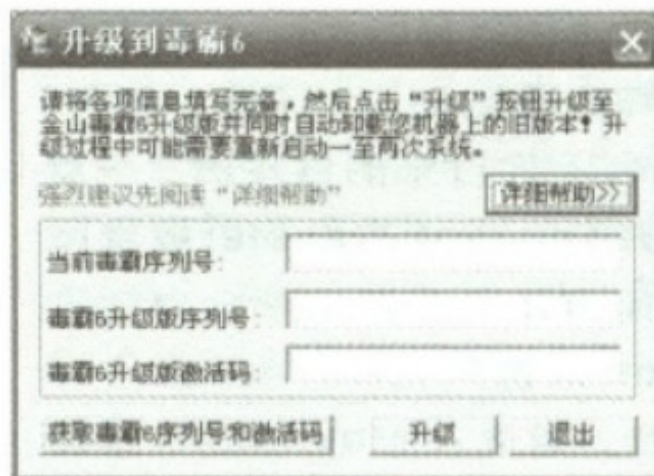 升级到毒霸6
请将各项信息填写完备,然后点击“升级”按钮升级至
金山毒霸6升级版并同时自动卸载您机器上的旧版本!升
级过程中可能需要重新启动一至两次系统。
强烈建议先阅读“详细帮助”
详细帮助>>
当前毒霸序列号:
毒霸6升级版序列号:
毒霸6升级版激活码:
获取毒霸6序列号和激活码
升级
退出